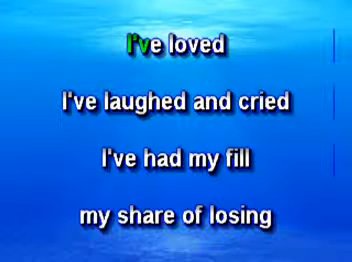 I've loved
I've laughed and cried
I've had my fill
my share of losing